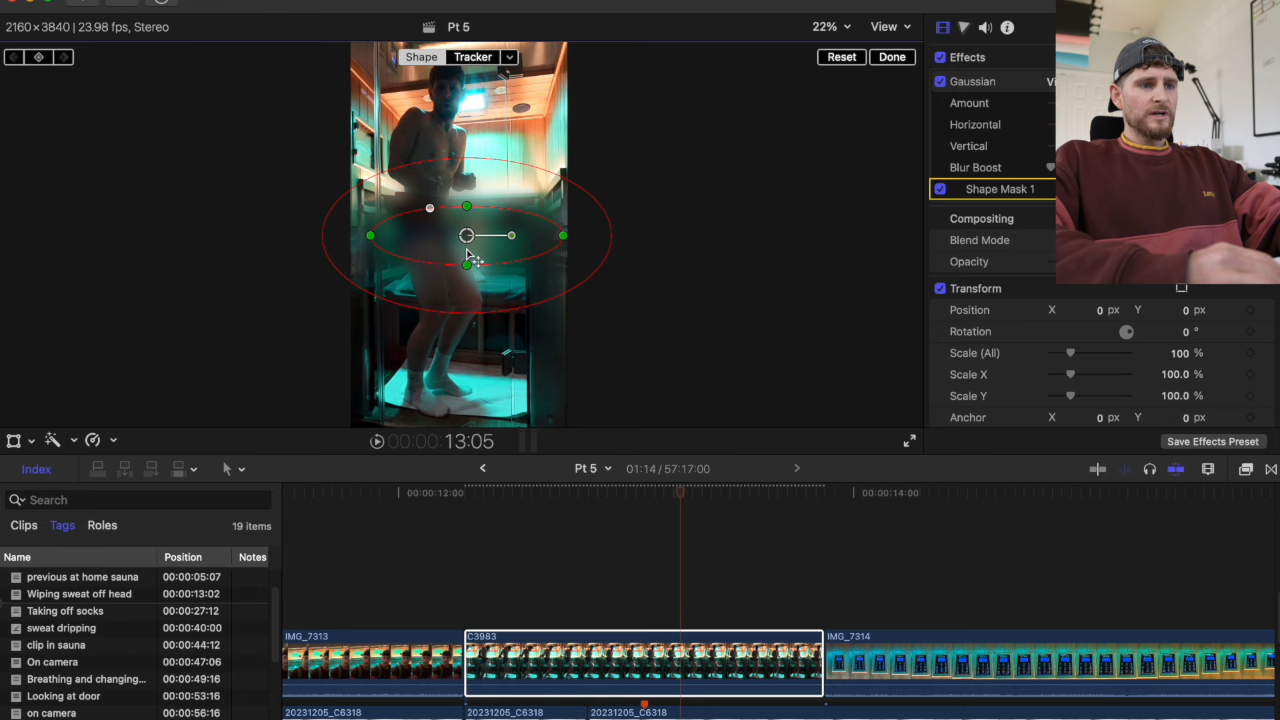 2160×3840 | 23.98 fps, Stereo
Pt 5
22%
View
Shape
Tracker
Reset
Done
Effects
Gaussian
Amount
Horizontal
Vertical
Blur Boost
Shape Mask 1
Compositing
Blend Mode
Opacity
Transform
Position X 0 px Y 0 px
Rotation 0 °
Scale (All) 100 %
Scale X 100.0 %
Scale Y 100.0 %
Anchor X 0 px Y 0 px
00:00:00:13:05
Save Effects Preset
Index
Pt 5
01:14 / 57:17:00
Search
Clips
Tags
Roles
19 items
00:00:12:00
00:00:14:00
Name Position Notes
previous at home sauna 00:00:05:07
Wiping sweat off head 00:00:13:02
Taking off socks 00:00:27:12
sweat dripping 00:00:40:00
clip in sauna 00:00:44:12
On camera 00:00:47:06
Breathing and changing... 00:00:49:16
Looking at door 00:00:53:16
on camera 00:00:56:16
IMG_7313
C3983
IMG_7314
20231205_C6318
20231205_C6318
20231205_C6318